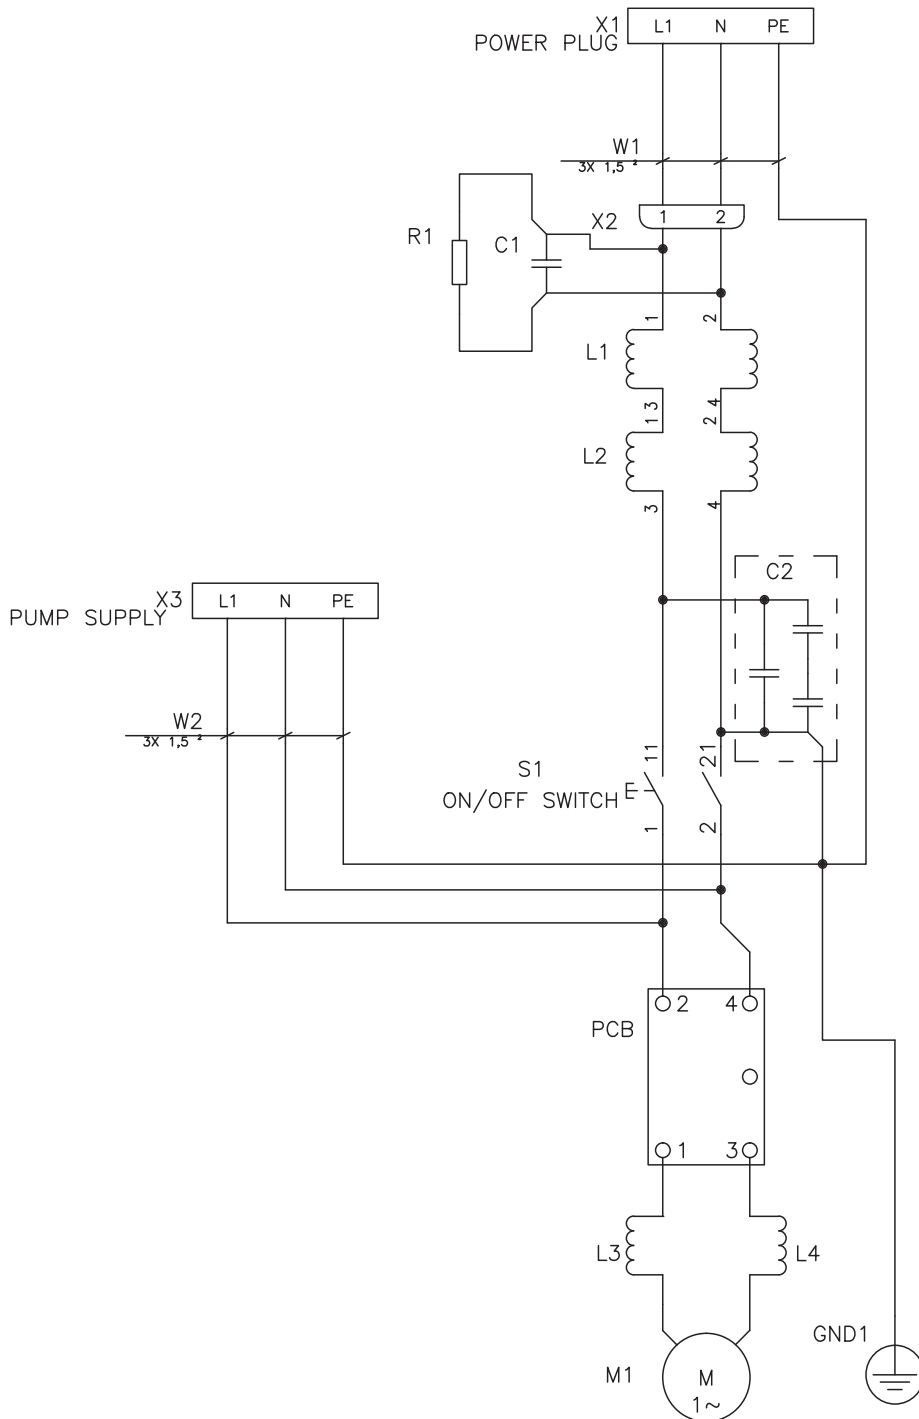 X1 L1 N PE
POWER PLUG
W1
3X 1,5 ²
X2 1 2
R1
C1
1 2
L1
3 4
1 2
L2
3 4
C2
X3 L1 N PE
PUMP SUPPLY
W2
3X 1,5 ²
11 21
S1
ON/OFF SWITCH
1 2
2 4
PCB
1 3
L3 L4
GND1
M1 M
1~